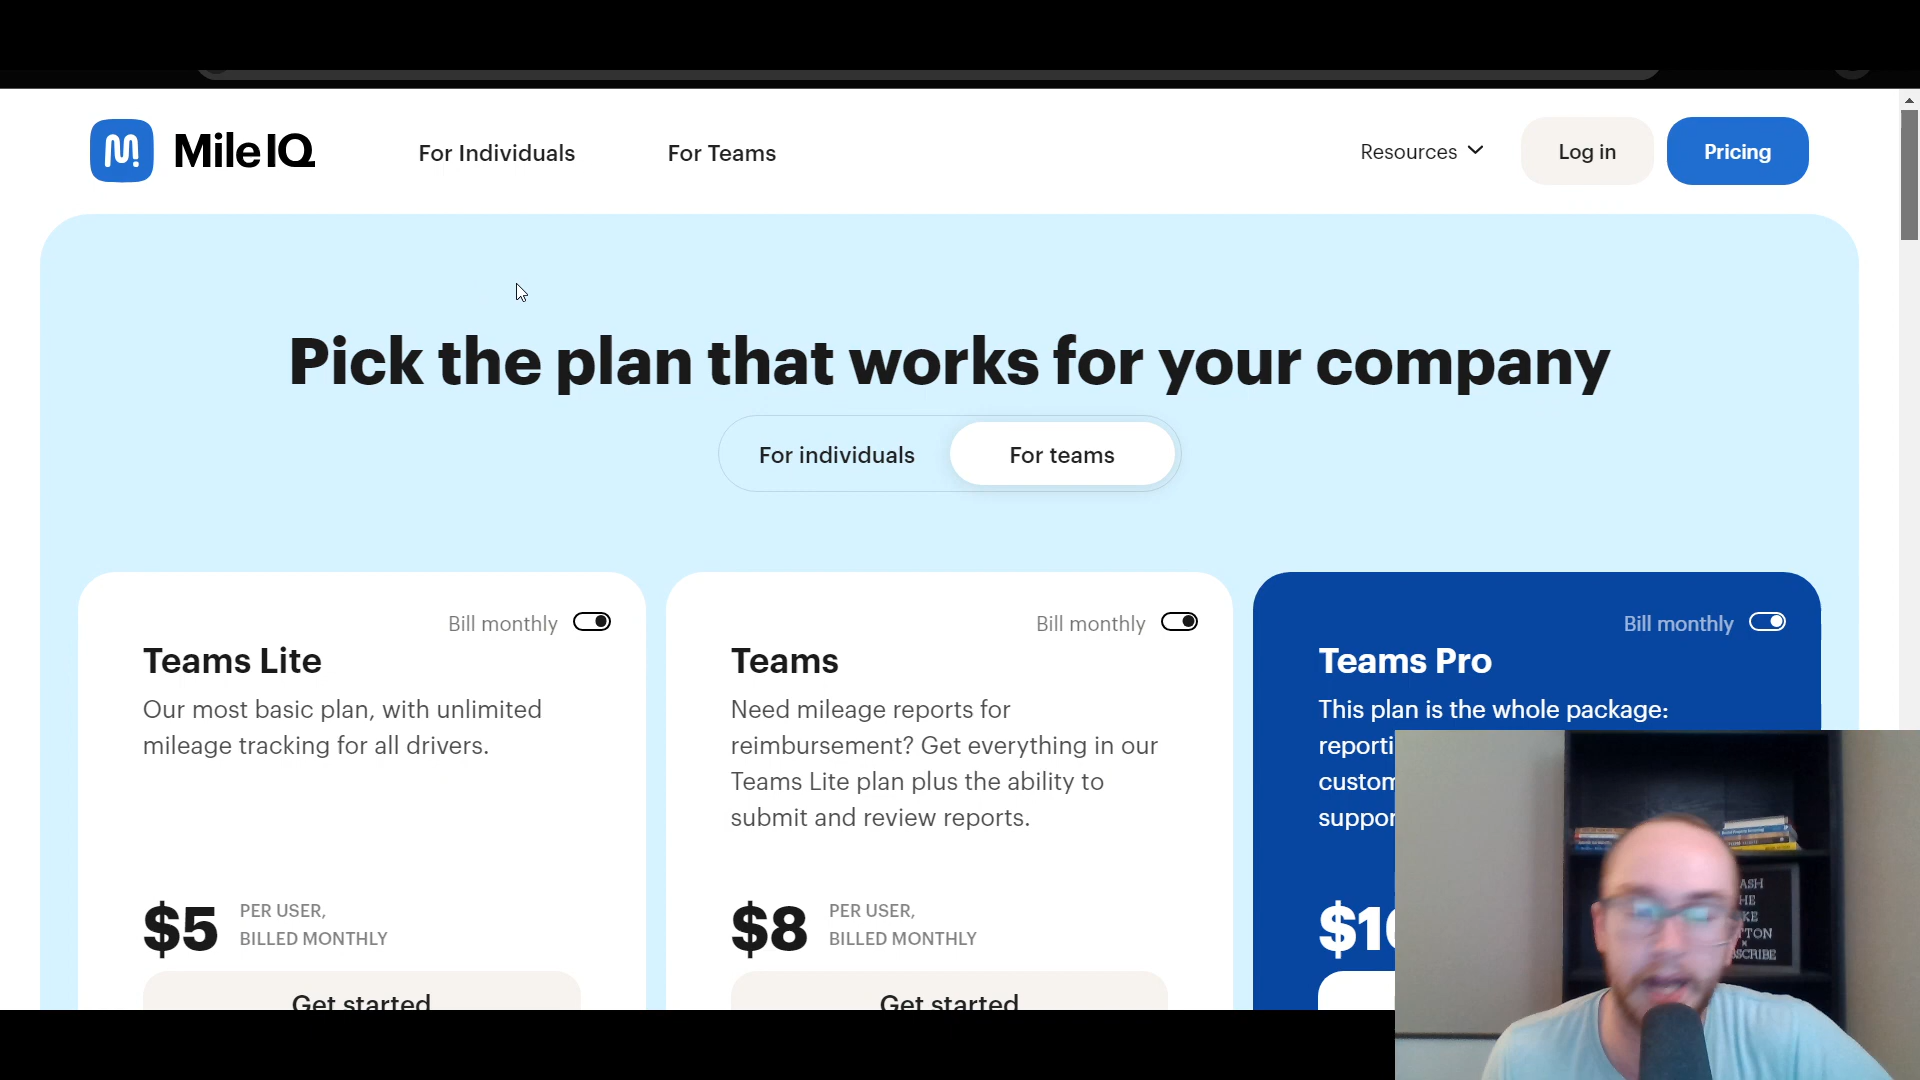 MileIQ
For Individuals
For Teams
Resources
Log in
Pricing
Pick the plan that works for your company
For individuals
For teams
Bill monthly
Teams Lite
Our most basic plan, with unlimited
mileage tracking for all drivers.
$5
PER USER,
BILLED MONTHLY
Get started
Bill monthly
Teams
Need mileage reports for
reimbursement? Get everything in our
Teams Lite plan plus the ability to
submit and review reports.
$8
PER USER,
BILLED MONTHLY
Get started
Bill monthly
Teams Pro
This plan is the whole package: